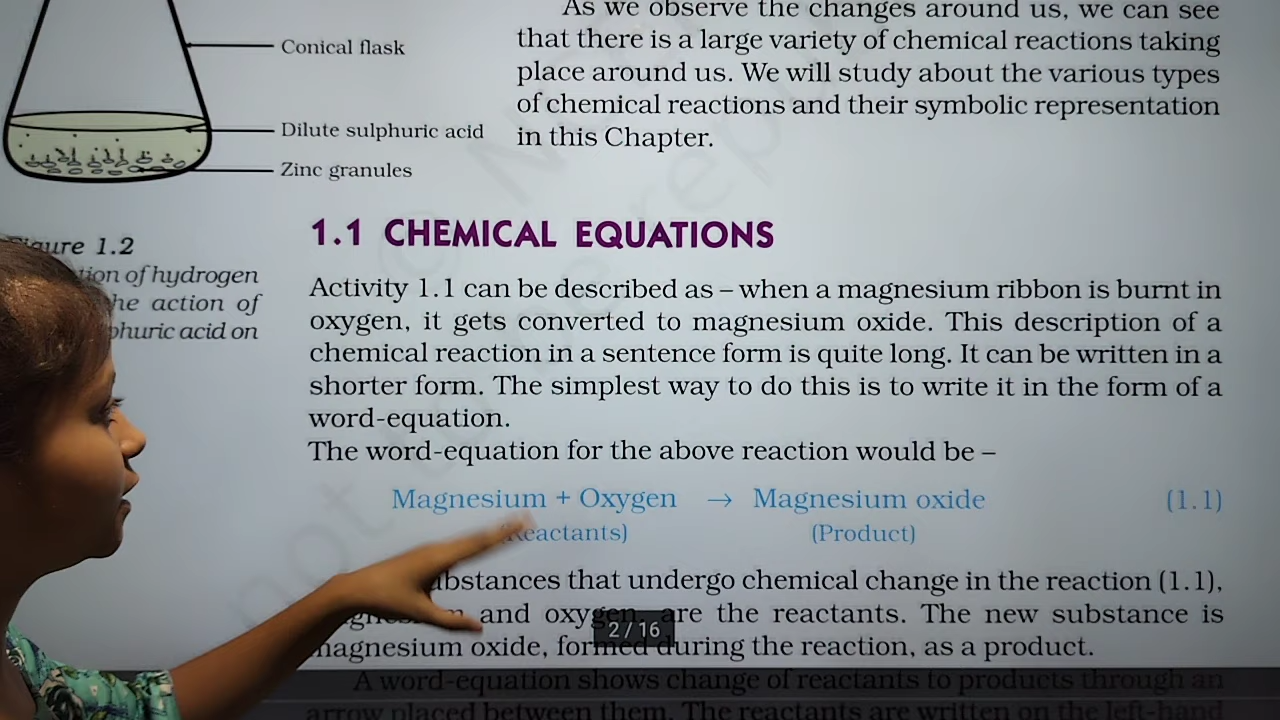 As we observe the changes around us, we can see
that there is a large variety of chemical reactions taking
place around us. We will study about the various types
of chemical reactions and their symbolic representation
in this Chapter.
Conical flask
Dilute sulphuric acid
Zinc granules
1.2
of hydrogen
action of
acid on
1.1 CHEMICAL EQUATIONS
Activity 1.1 can be described as – when a magnesium ribbon is burnt in
oxygen, it gets converted to magnesium oxide. This description of a
chemical reaction in a sentence form is quite long. It can be written in a
shorter form. The simplest way to do this is to write it in the form of a
word-equation.
The word-equation for the above reaction would be –
Magnesium + Oxygen → Magnesium oxide (1.1)
(Reactants) (Product)
that undergo chemical change in the reaction (1.1),
and oxygen, are the reactants. The new substance is
magnesium oxide, formed during the reaction, as a product.
2 / 16
A word-equation shows change of reactants to products through an
arrow placed between them. The reactants are written on the left-hand